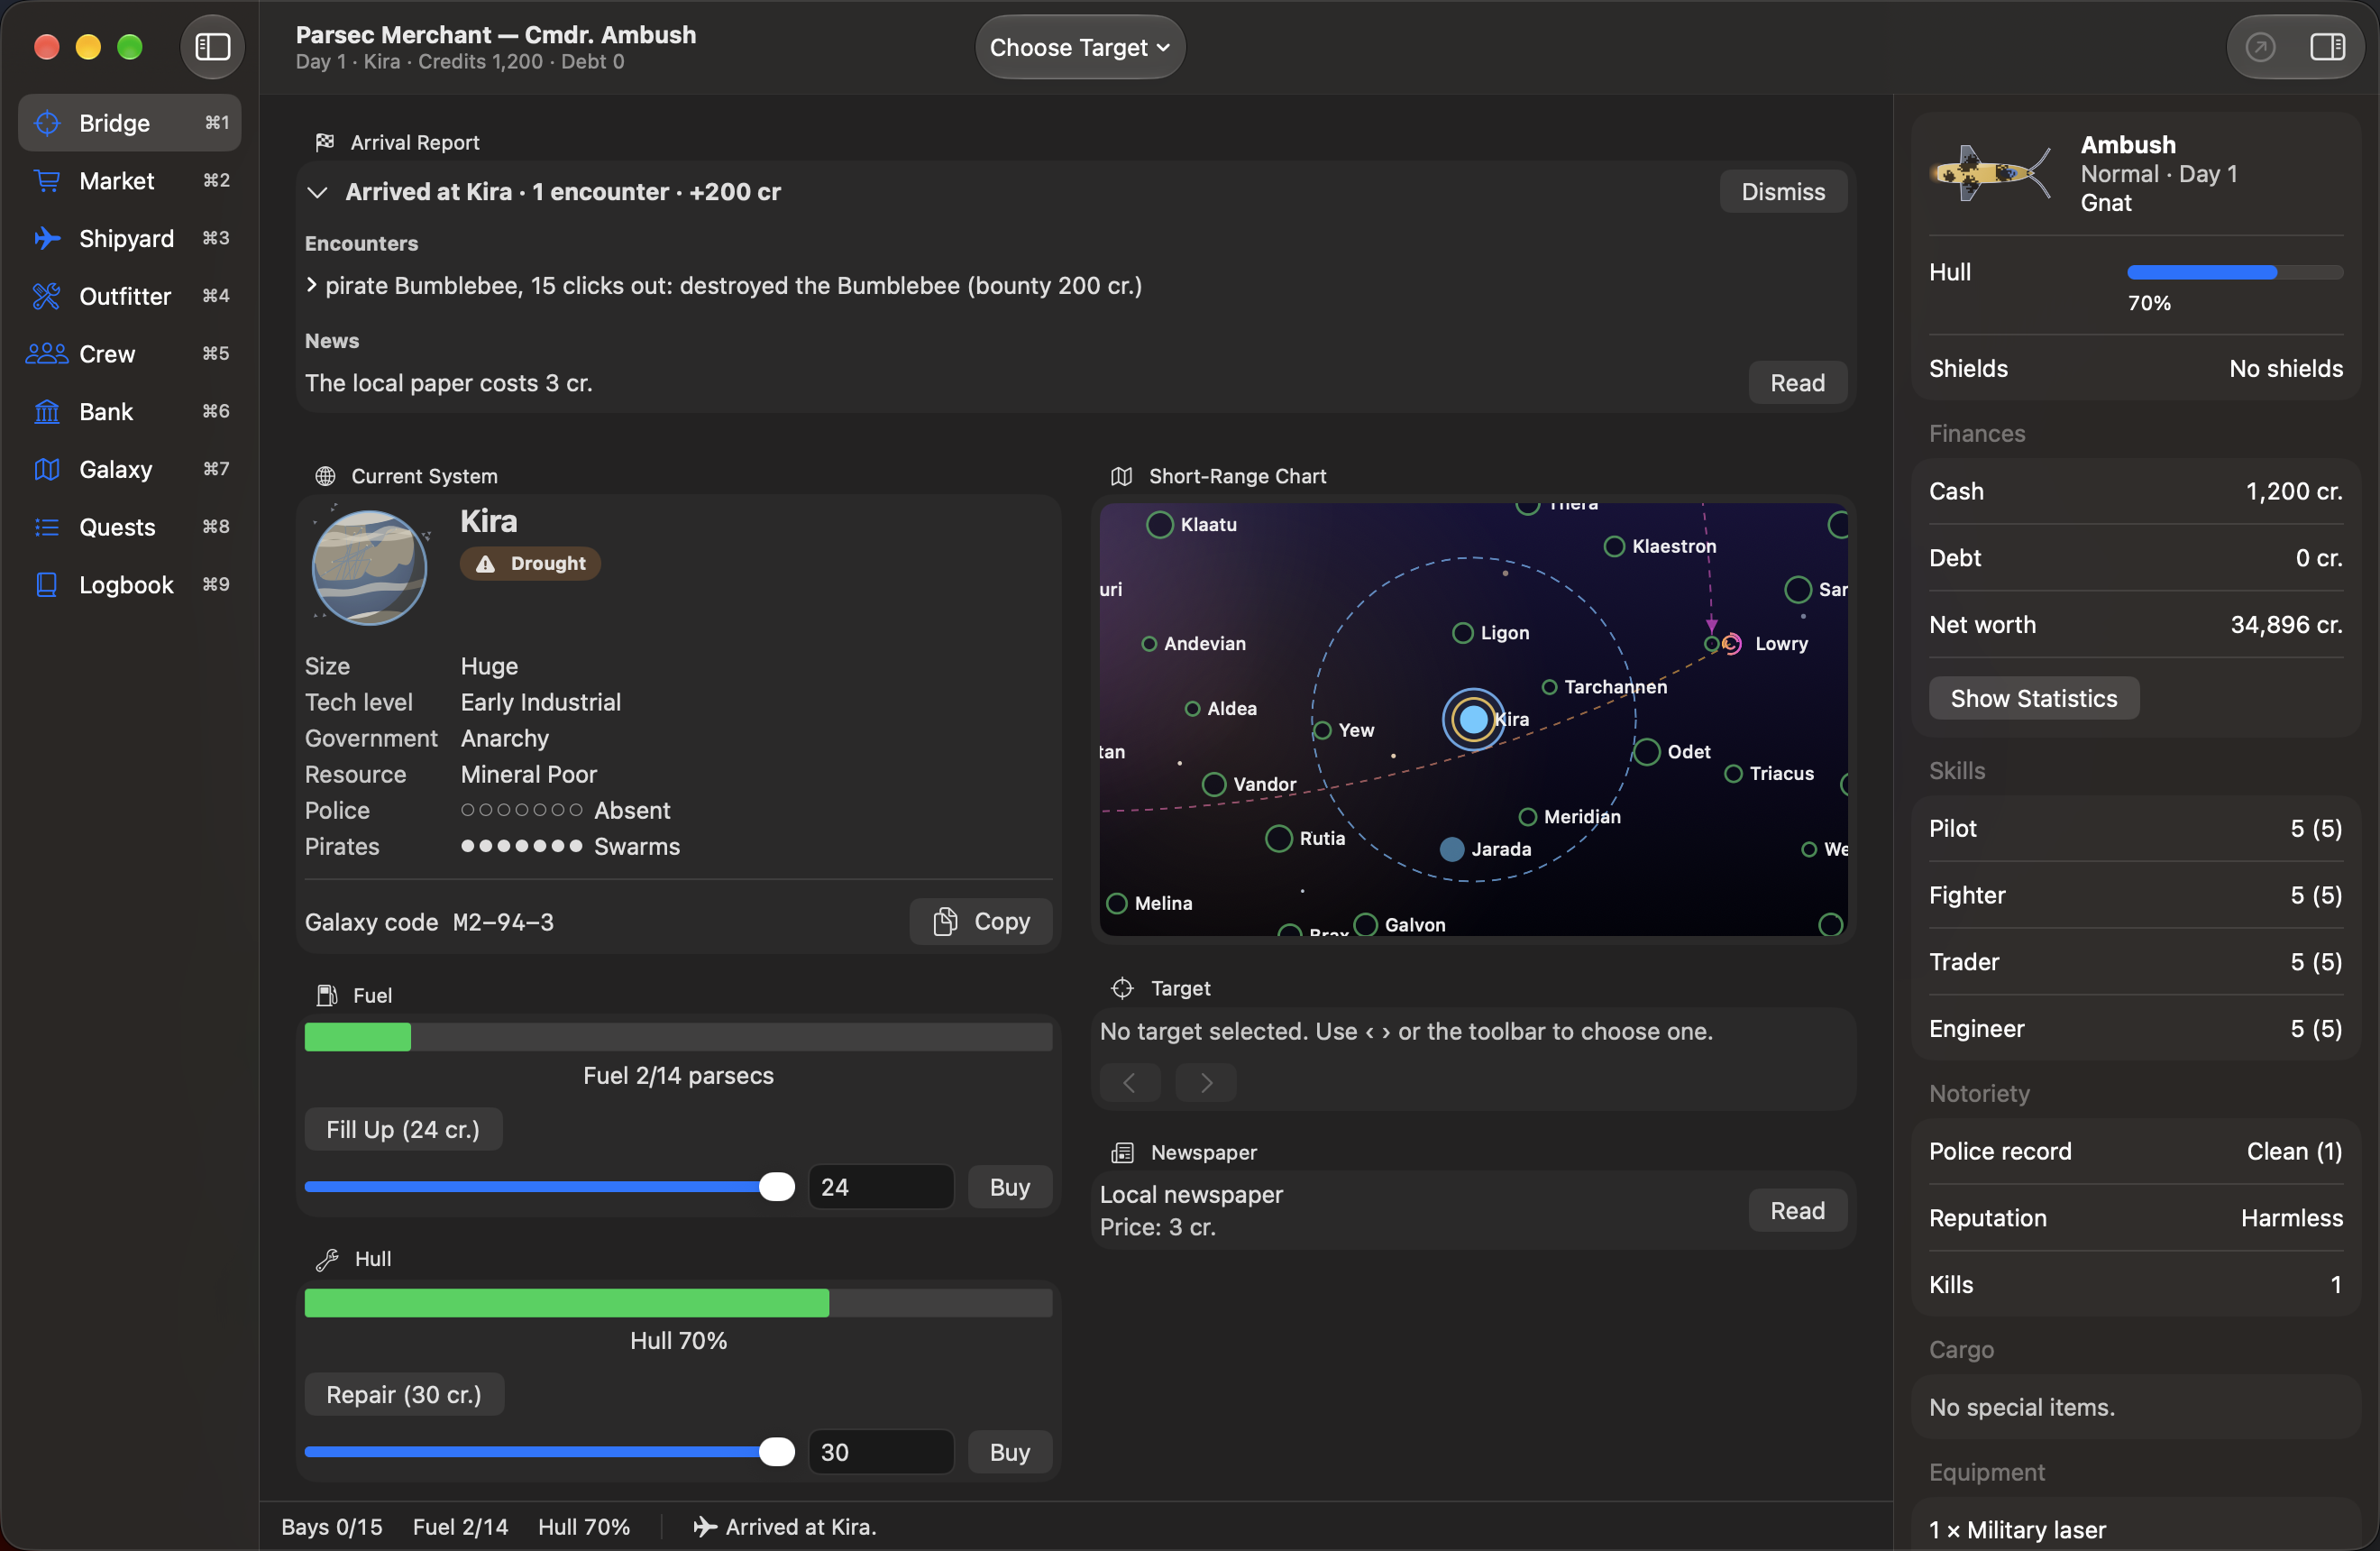 Parsec Merchant — Cmdr. Ambush
Day 1 · Kira · Credits 1,200 · Debt 0
Choose Target
Bridge ⌘1
Market ⌘2
Shipyard ⌘3
Outfitter ⌘4
Crew ⌘5
Bank ⌘6
Galaxy ⌘7
Quests ⌘8
Logbook ⌘9
Arrival Report
Arrived at Kira · 1 encounter · +200 cr
Dismiss
Encounters
pirate Bumblebee, 15 clicks out: destroyed the Bumblebee (bounty 200 cr.)
News
The local paper costs 3 cr.
Read
Current System
Kira
Drought
Size Huge
Tech level Early Industrial
Government Anarchy
Resource Mineral Poor
Police Absent
Pirates Swarms
Galaxy code M2–94–3
Copy
Fuel
Fuel 2/14 parsecs
Fill Up (24 cr.)
24
Buy
Hull
Hull 70%
Repair (30 cr.)
30
Buy
Short-Range Chart
Thera
Klaatu
Klaestron
uri
Sar
Ligon
Andevian
Lowry
Tarchannen
Aldea
Kira
Yew
tan
Odet
Triacus
Vandor
Meridian
Rutia
Jarada
We
Melina
Galvon
Brax
Target
No target selected. Use ‹ › or the toolbar to choose one.
Newspaper
Local newspaper
Price: 3 cr.
Read
Bays 0/15 Fuel 2/14 Hull 70% Arrived at Kira.
Ambush
Normal · Day 1
Gnat
Hull
70%
Shields No shields
Finances
Cash 1,200 cr.
Debt 0 cr.
Net worth 34,896 cr.
Show Statistics
Skills
Pilot 5 (5)
Fighter 5 (5)
Trader 5 (5)
Engineer 5 (5)
Notoriety
Police record Clean (1)
Reputation Harmless
Kills 1
Cargo
No special items.
Equipment
1 × Military laser